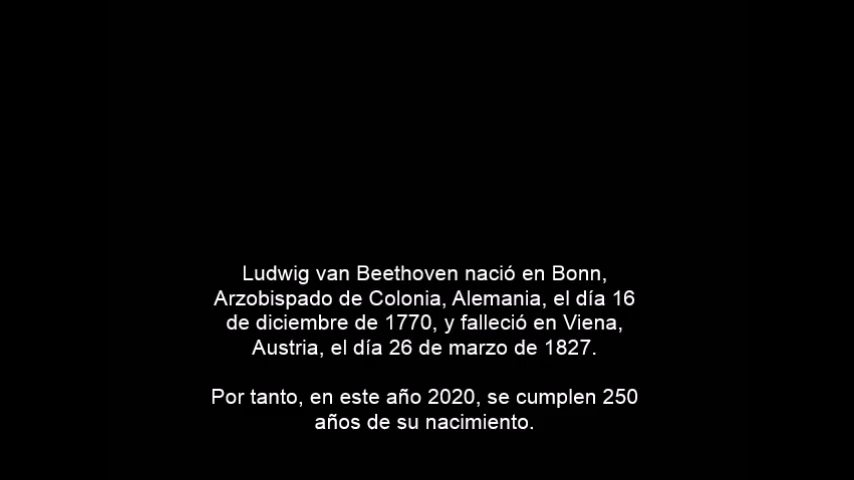 Ludwig van Beethoven nació en Bonn,
Arzobispado de Colonia, Alemania, el día 16
de diciembre de 1770, y falleció en Viena,
Austria, el día 26 de marzo de 1827.
Por tanto, en este año 2020, se cumplen 250
años de su nacimiento.